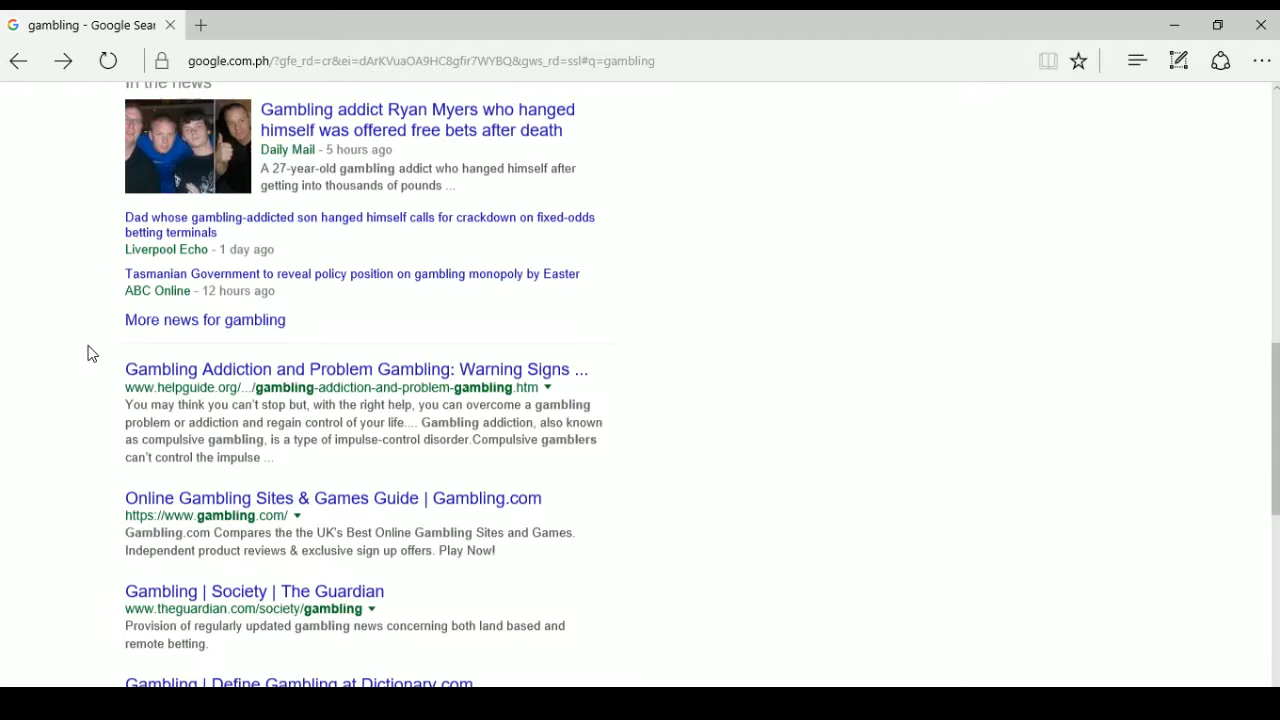 gambling - Google Sear
google.com.ph/?gfe_rd=cr&ei=dArKVuaOA9HC8gfir7WYBQ&gws_rd=ssl#q=gambling
In the news
Gambling addict Ryan Myers who hanged
himself was offered free bets after death
Daily Mail - 5 hours ago
A 27-year-old gambling addict who hanged himself after
getting into thousands of pounds ...
Dad whose gambling-addicted son hanged himself calls for crackdown on fixed-odds
betting terminals
Liverpool Echo - 1 day ago
Tasmanian Government to reveal policy position on gambling monopoly by Easter
ABC Online - 12 hours ago
More news for gambling
Gambling Addiction and Problem Gambling: Warning Signs ...
www.helpguide.org/.../gambling-addiction-and-problem-gambling.htm
You may think you can't stop but, with the right help, you can overcome a gambling
problem or addiction and regain control of your life.... Gambling addiction, also known
as compulsive gambling, is a type of impulse-control disorder.Compulsive gamblers
can't control the impulse ...
Online Gambling Sites & Games Guide | Gambling.com
https://www.gambling.com/
Gambling.com Compares the the UK's Best Online Gambling Sites and Games.
Independent product reviews & exclusive sign up offers. Play Now!
Gambling | Society | The Guardian
www.theguardian.com/society/gambling
Provision of regularly updated gambling news concerning both land based and
remote betting.
Gambling | Define Gambling at Dictionary.com